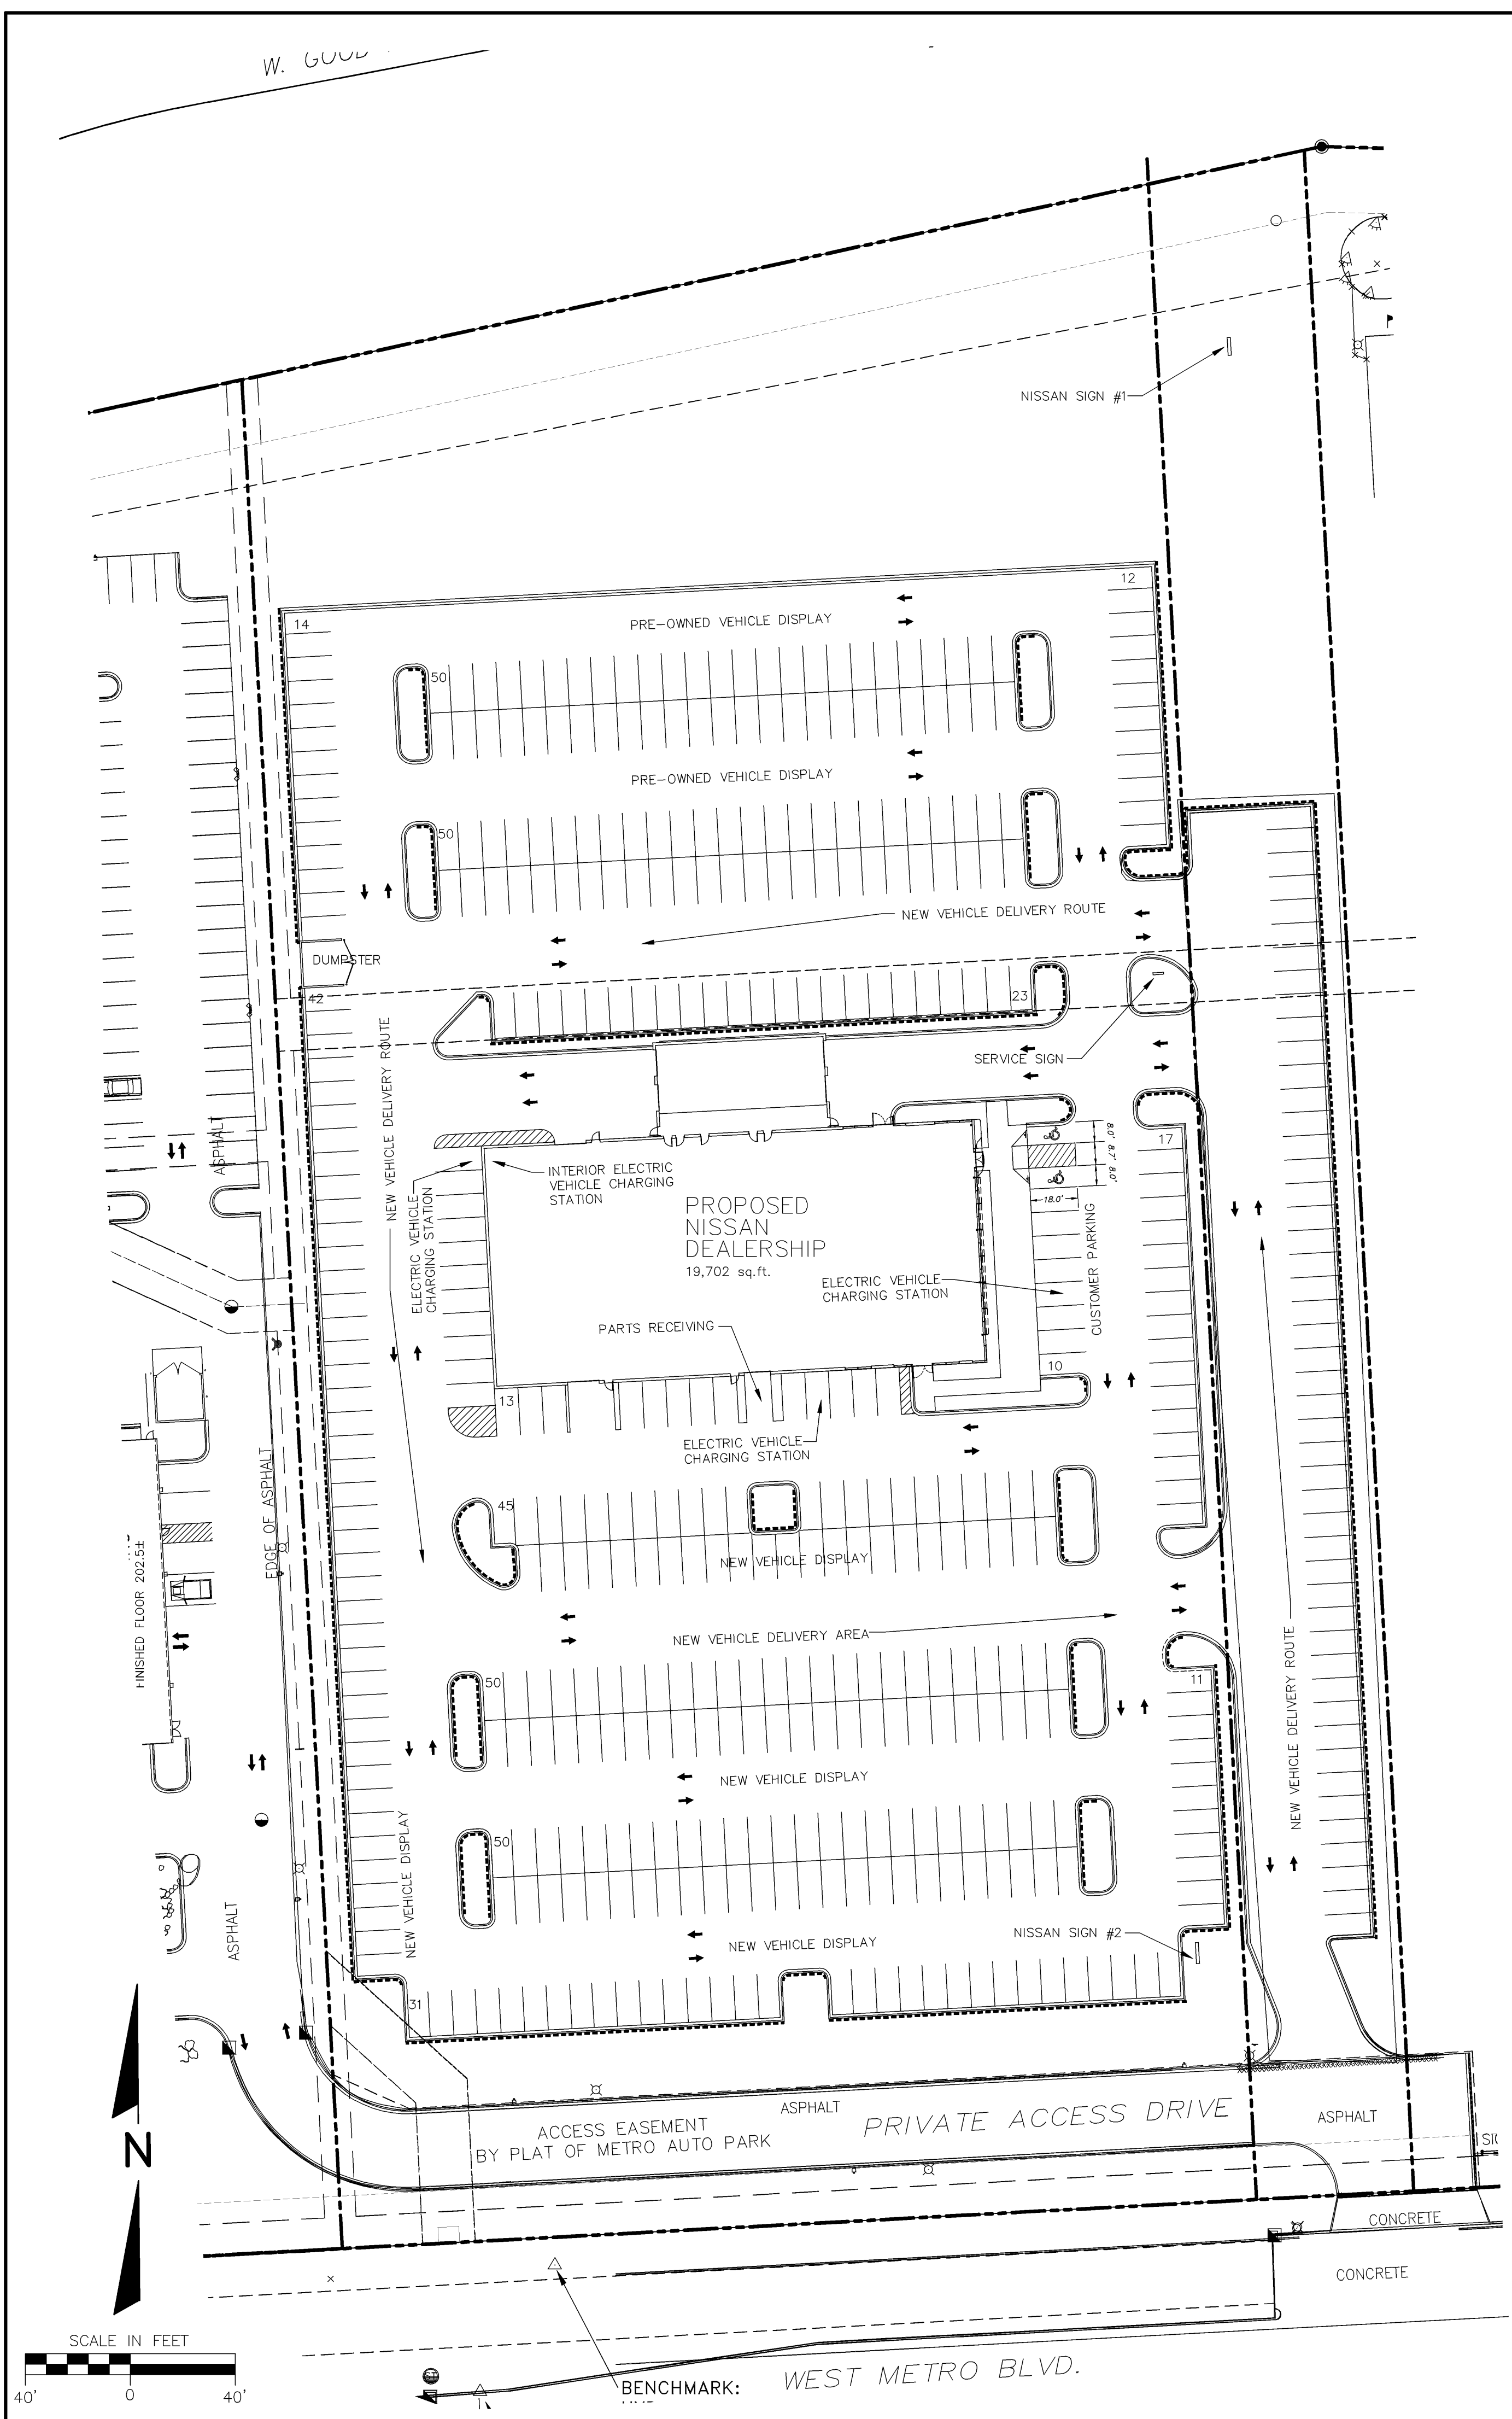 W. GOOD
NISSAN SIGN #1
12
14
PRE-OWNED VEHICLE DISPLAY
50
PRE-OWNED VEHICLE DISPLAY
50
NEW VEHICLE DELIVERY ROUTE
DUMPSTER
42
23
SERVICE SIGN
NEW VEHICLE DELIVERY ROUTE
ASPHALT
8.0' 8.7' 8.0'
17
18.0'
INTERIOR ELECTRIC
VEHICLE CHARGING
STATION
ELECTRIC VEHICLE
CHARGING STATION
PROPOSED
NISSAN
DEALERSHIP
19,702 sq.ft.
ELECTRIC VEHICLE
CHARGING STATION
CUSTOMER PARKING
PARTS RECEIVING
10
13
ELECTRIC VEHICLE
CHARGING STATION
EDGE OF ASPHALT
45
NEW VEHICLE DISPLAY
FINISHED FLOOR 202.5±
NEW VEHICLE DELIVERY AREA
50
11
NEW VEHICLE DELIVERY ROUTE
NEW VEHICLE DISPLAY
50
NEW VEHICLE DISPLAY
ASPHALT
NEW VEHICLE DISPLAY
NISSAN SIGN #2
31
ASPHALT
ACCESS EASEMENT
BY PLAT OF METRO AUTO PARK
PRIVATE ACCESS DRIVE
ASPHALT
N
CONCRETE
CONCRETE
SCALE IN FEET
40' 0 40'
BENCHMARK:
WEST METRO BLVD.